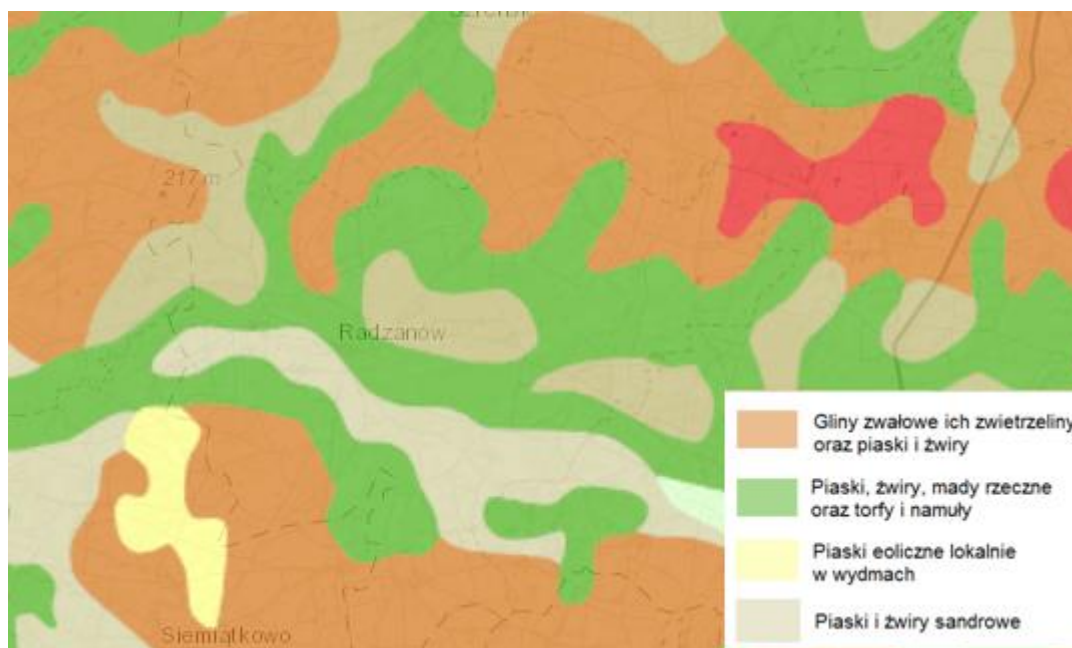 217 m
Radzanów
Gliny zwałowe ich zwietrzeliny
oraz piaski i żwiry
Piaski, żwiry, mady rzeczne
oraz torfy i namuły
Piaski eoliczne lokalnie
w wydmach
Piaski i żwiry sandrowe
Siemiątkowo